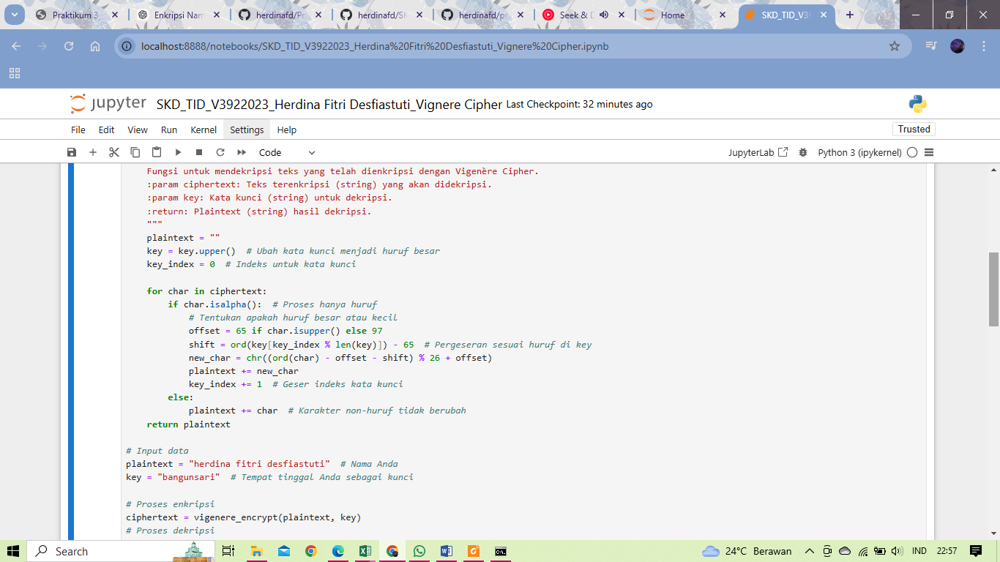 Praktikum 3_
Enkripsi Nam
herdinafd/Pr
herdinafd/Sk
herdinafd/pr
Seek & D
Home
SKD_TID_V3
localhost:8888/notebooks/SKD_TID_V3922023_Herdina%20Fitri%20Desfiastuti_Vignere%20Cipher.ipynb
jupyter SKD_TID_V3922023_Herdina Fitri Desfiastuti_Vignere Cipher Last Checkpoint: 32 minutes ago
File Edit View Run Kernel Settings Help Trusted
Code JupyterLab Python 3 (ipykernel)
Fungsi untuk mendekripsi teks yang telah dienkripsi dengan Vigenère Cipher.
:param ciphertext: Teks terenkripsi (string) yang akan didekripsi.
:param key: Kata kunci (string) untuk dekripsi.
:return: Plaintext (string) hasil dekripsi.
"""
plaintext = ""
key = key.upper()  # Ubah kata kunci menjadi huruf besar
key_index = 0  # Indeks untuk kata kunci
for char in ciphertext:
if char.isalpha():  # Proses hanya huruf
# Tentukan apakah huruf besar atau kecil
offset = 65 if char.isupper() else 97
shift = ord(key[key_index % len(key)]) - 65  # Pergeseran sesuai huruf di key
new_char = chr((ord(char) - offset - shift) % 26 + offset)
plaintext += new_char
key_index += 1  # Geser indeks kata kunci
else:
plaintext += char  # Karakter non-huruf tidak berubah
return plaintext
# Input data
plaintext = "herdina fitri desfiastuti"  # Nama Anda
key = "bangunsari"  # Tempat tinggal Anda sebagai kunci
# Proses enkripsi
ciphertext = vigenere_encrypt(plaintext, key)
# Proses dekripsi
Search 24°C Berawan IND 22:57